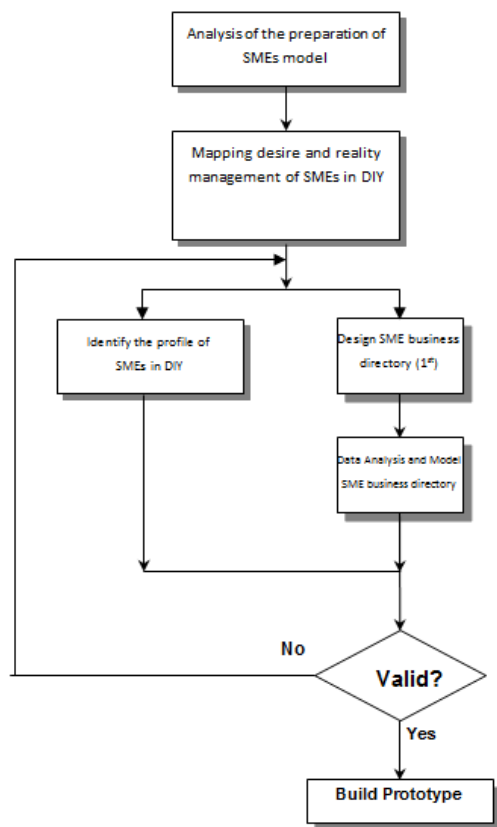 Analysis of the preparation of
SMEs model
Mapping desire and reality
management of SMEs in DIY
Identify the profile of
SMEs in DIY
Design SME business
directory (1st)
Data Analysis and Model
SME business directory
No
Valid?
Yes
Build Prototype